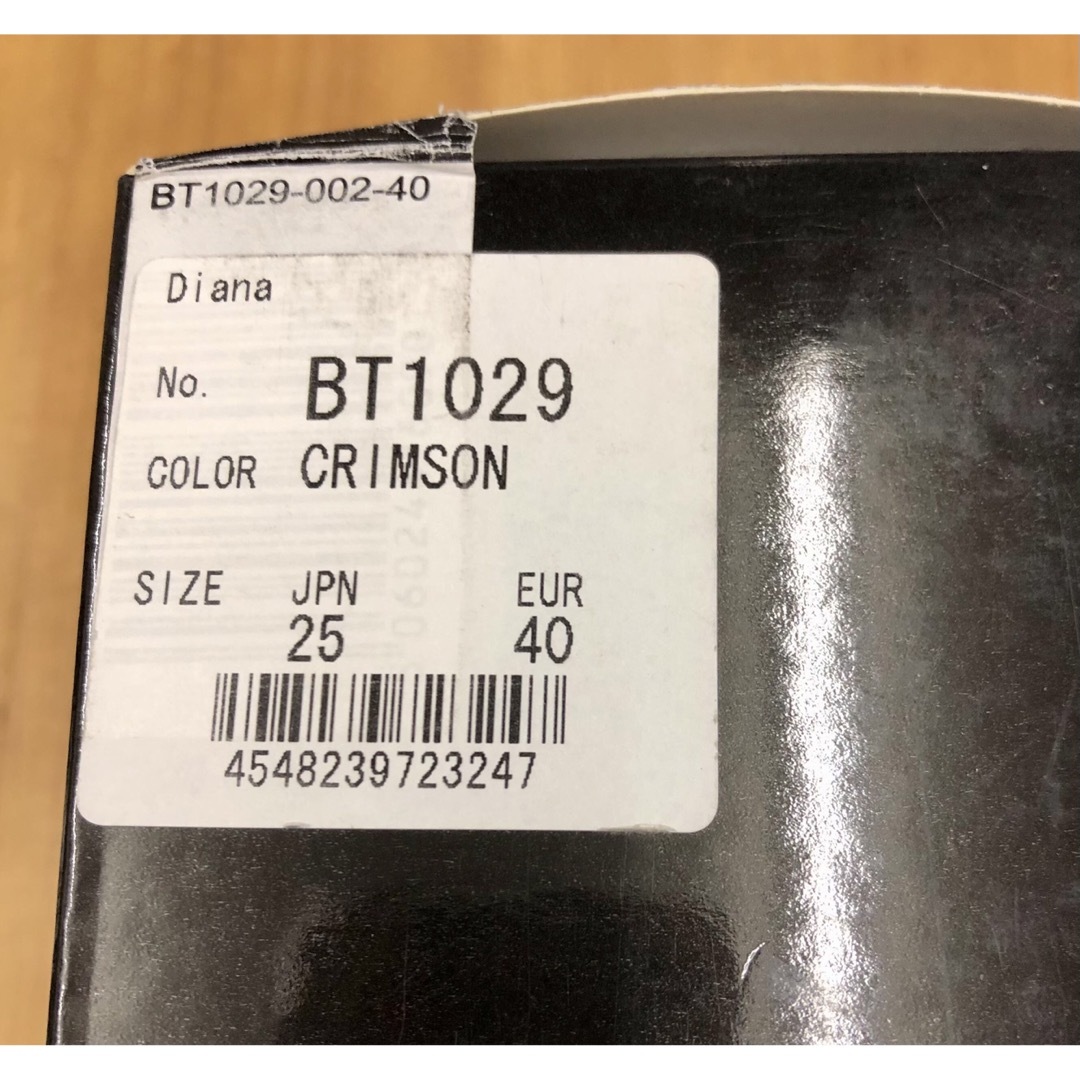 BT1029-002-40
Diana
No. BT1029
COLOR CRIMSON
SIZE JPN EUR
25 40
4548239723247